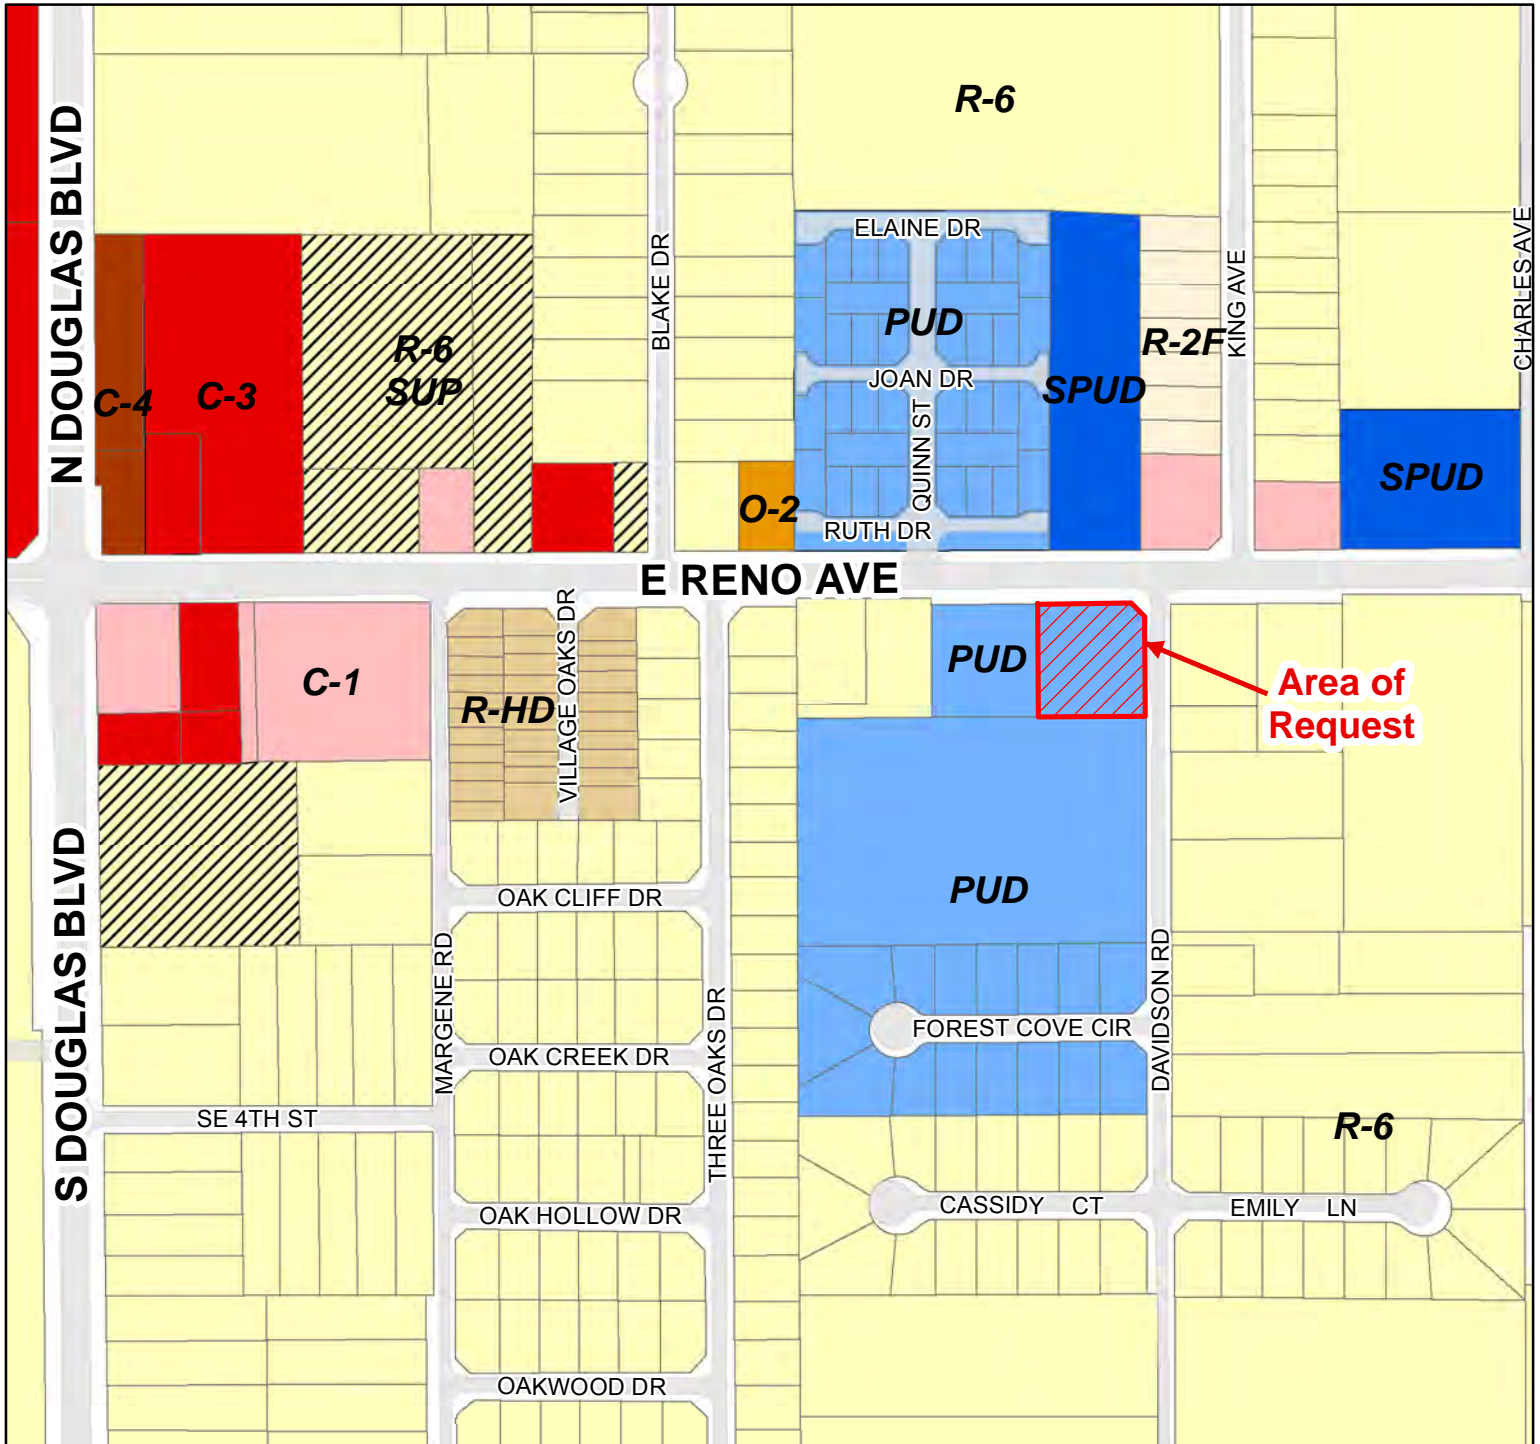 R-6
N DOUGLAS BLVD
BLAKE DR
ELAINE DR
KING AVE
CHARLES AVE
PUD
R-6
SUP
R-2F
JOAN DR
C-4
C-3
SPUD
QUINN ST
SPUD
O-2
RUTH DR
E RENO AVE
VILLAGE OAKS DR
C-1
R-HD
PUD
Area of
Request
PUD
S DOUGLAS BLVD
OAK CLIFF DR
MARGENE RD
THREE OAKS DR
DAVIDSON RD
FOREST COVE CIR
OAK CREEK DR
SE 4TH ST
R-6
CASSIDY CT
EMILY LN
OAK HOLLOW DR
OAKWOOD DR